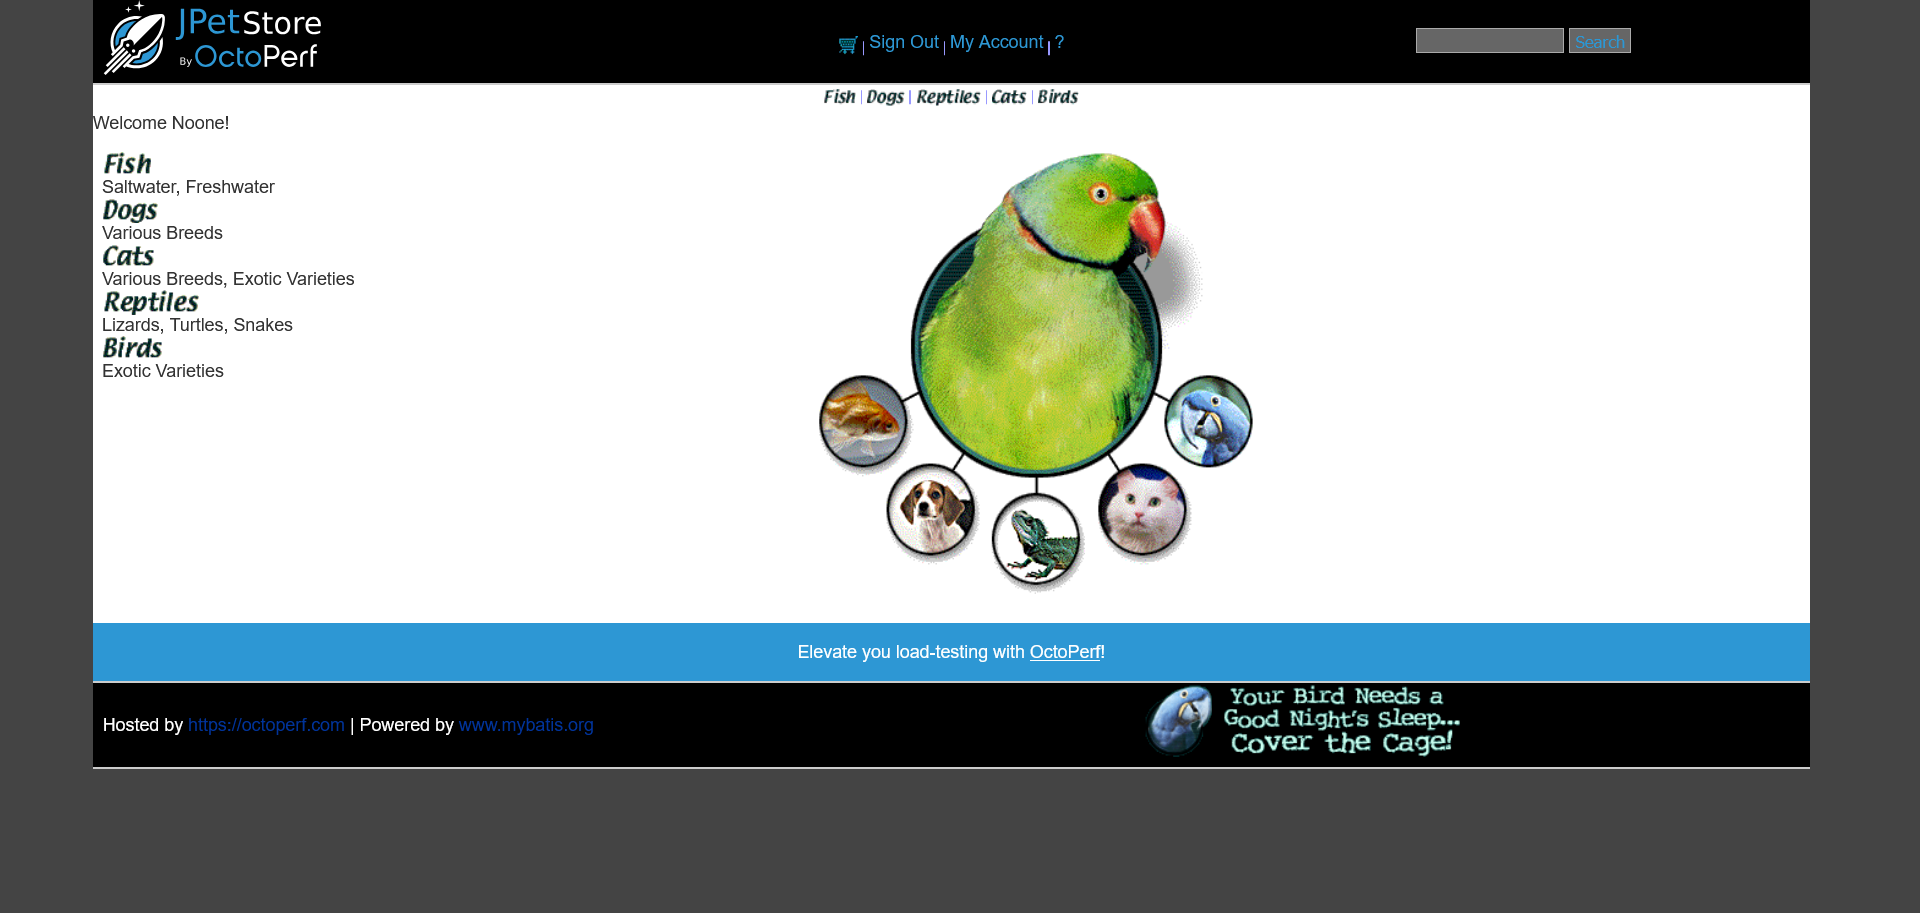 JPetStore
By OctoPerf
Sign Out My Account ?
Search
Fish Dogs Reptiles Cats Birds
Welcome Noone!
Fish
Saltwater, Freshwater
Dogs
Various Breeds
Cats
Various Breeds, Exotic Varieties
Reptiles
Lizards, Turtles, Snakes
Birds
Exotic Varieties
Elevate you load-testing with OctoPerf!
Hosted by https://octoperf.com | Powered by www.mybatis.org
Your Bird Needs a
Good Night's Sleep...
Cover the Cage!